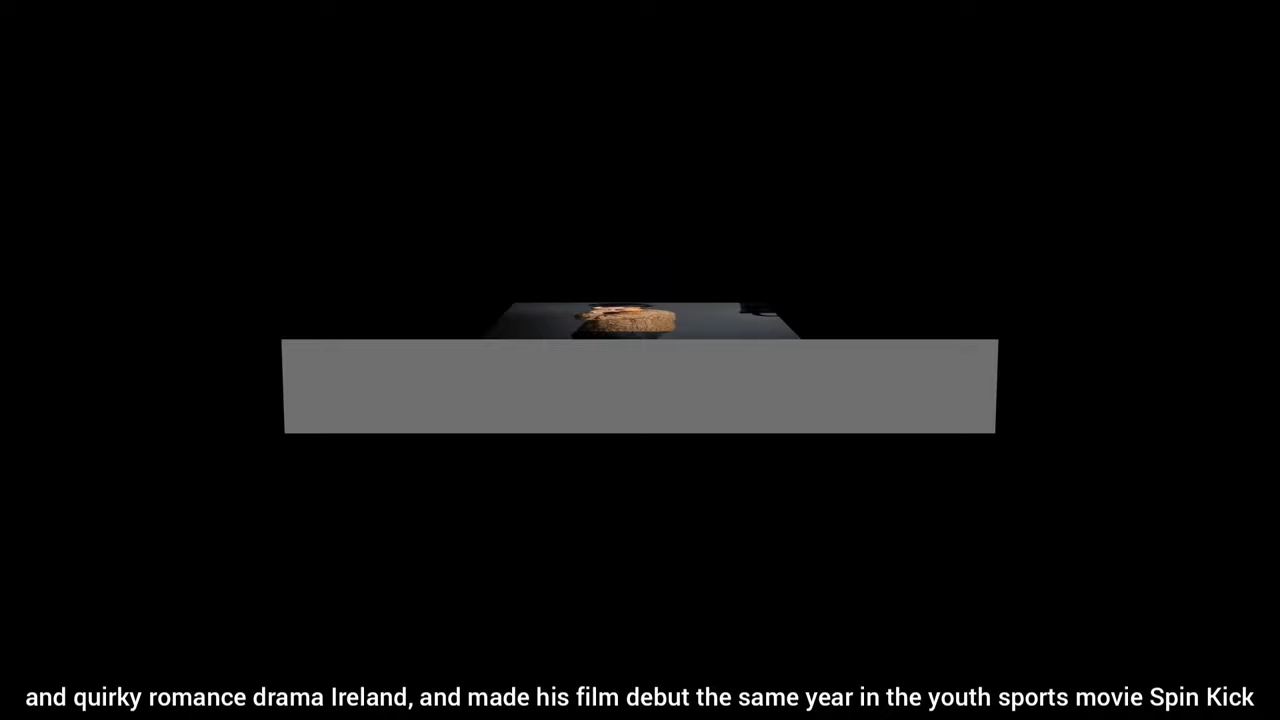 and quirky romance drama Ireland, and made his film debut the same year in the youth sports movie Spin Kick